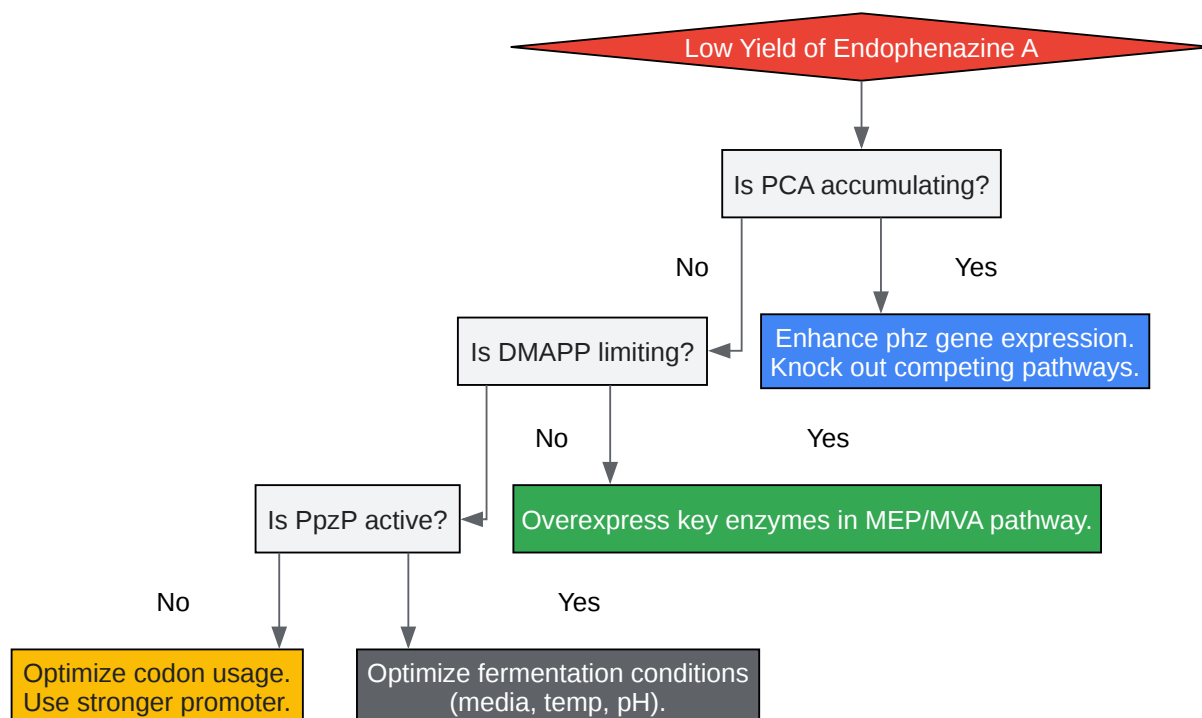 Low Yield of Endophenazine A
Is PCA accumulating?
No
Yes
Enhance phz gene expression.
Knock out competing pathways.
Is DMAPP limiting?
No
Yes
Overexpress key enzymes in MEP/MVA pathway.
Is PpzP active?
No
Yes
Optimize codon usage.
Use stronger promoter.
Optimize fermentation conditions
(media, temp, pH).